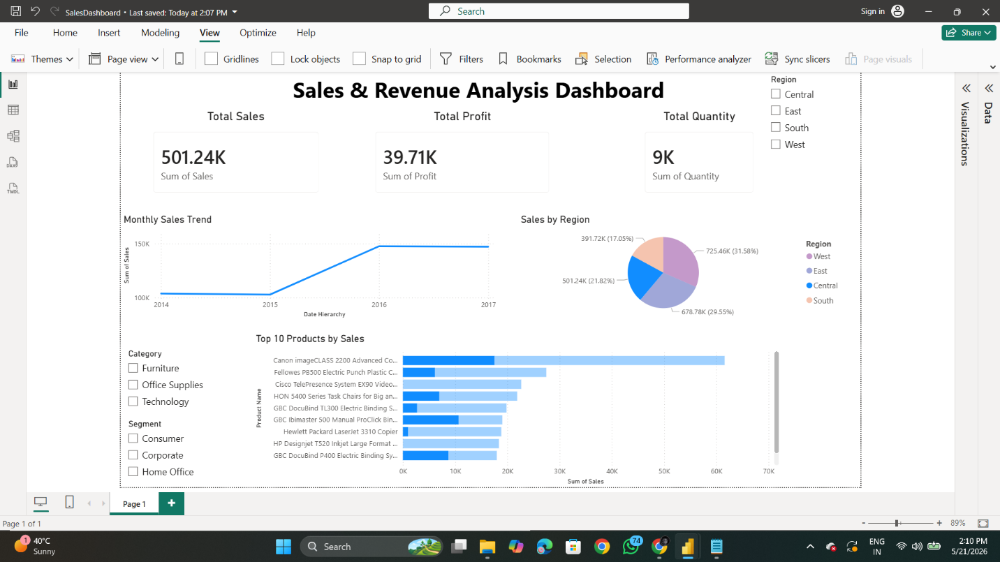 SalesDashboard • Last saved: Today at 2:07 PM
Search
Sign in
File Home Insert Modeling View Optimize Help
Share
Themes Page view Gridlines Lock objects Snap to grid Filters Bookmarks Selection Performance analyzer Sync slicers Page visuals
Sales & Revenue Analysis Dashboard
Total Sales
501.24K
Sum of Sales
Total Profit
39.71K
Sum of Profit
Total Quantity
9K
Sum of Quantity
Region
Central
East
South
West
Visualizations
Data
DAX
TMDL
Monthly Sales Trend
Sum of Sales
150K
100K
2014 2015 2016 2017
Date Hierarchy
Sales by Region
391.72K (17.05%)
725.46K (31.58%)
501.24K (21.82%)
678.78K (29.55%)
Region
West
East
Central
South
Category
Furniture
Office Supplies
Technology
Segment
Consumer
Corporate
Home Office
Top 10 Products by Sales
Product Name
Canon imageCLASS 2200 Advanced Co...
Fellowes PB500 Electric Punch Plastic C...
Cisco TelePresence System EX90 Video...
HON 5400 Series Task Chairs for Big an...
GBC DocuBind TL300 Electric Binding S...
GBC Ibimaster 500 Manual ProClick Bin...
Hewlett Packard LaserJet 3310 Copier
HP Designjet T520 Inkjet Large Format ...
GBC DocuBind P400 Electric Binding Sy...
0K 10K 20K 30K 40K 50K 60K 70K
Sum of Sales
Page 1
+
Page 1 of 1
- + 89%
1
40°C
Sunny
Search
74
ENG
IN
2:10 PM
5/21/2026